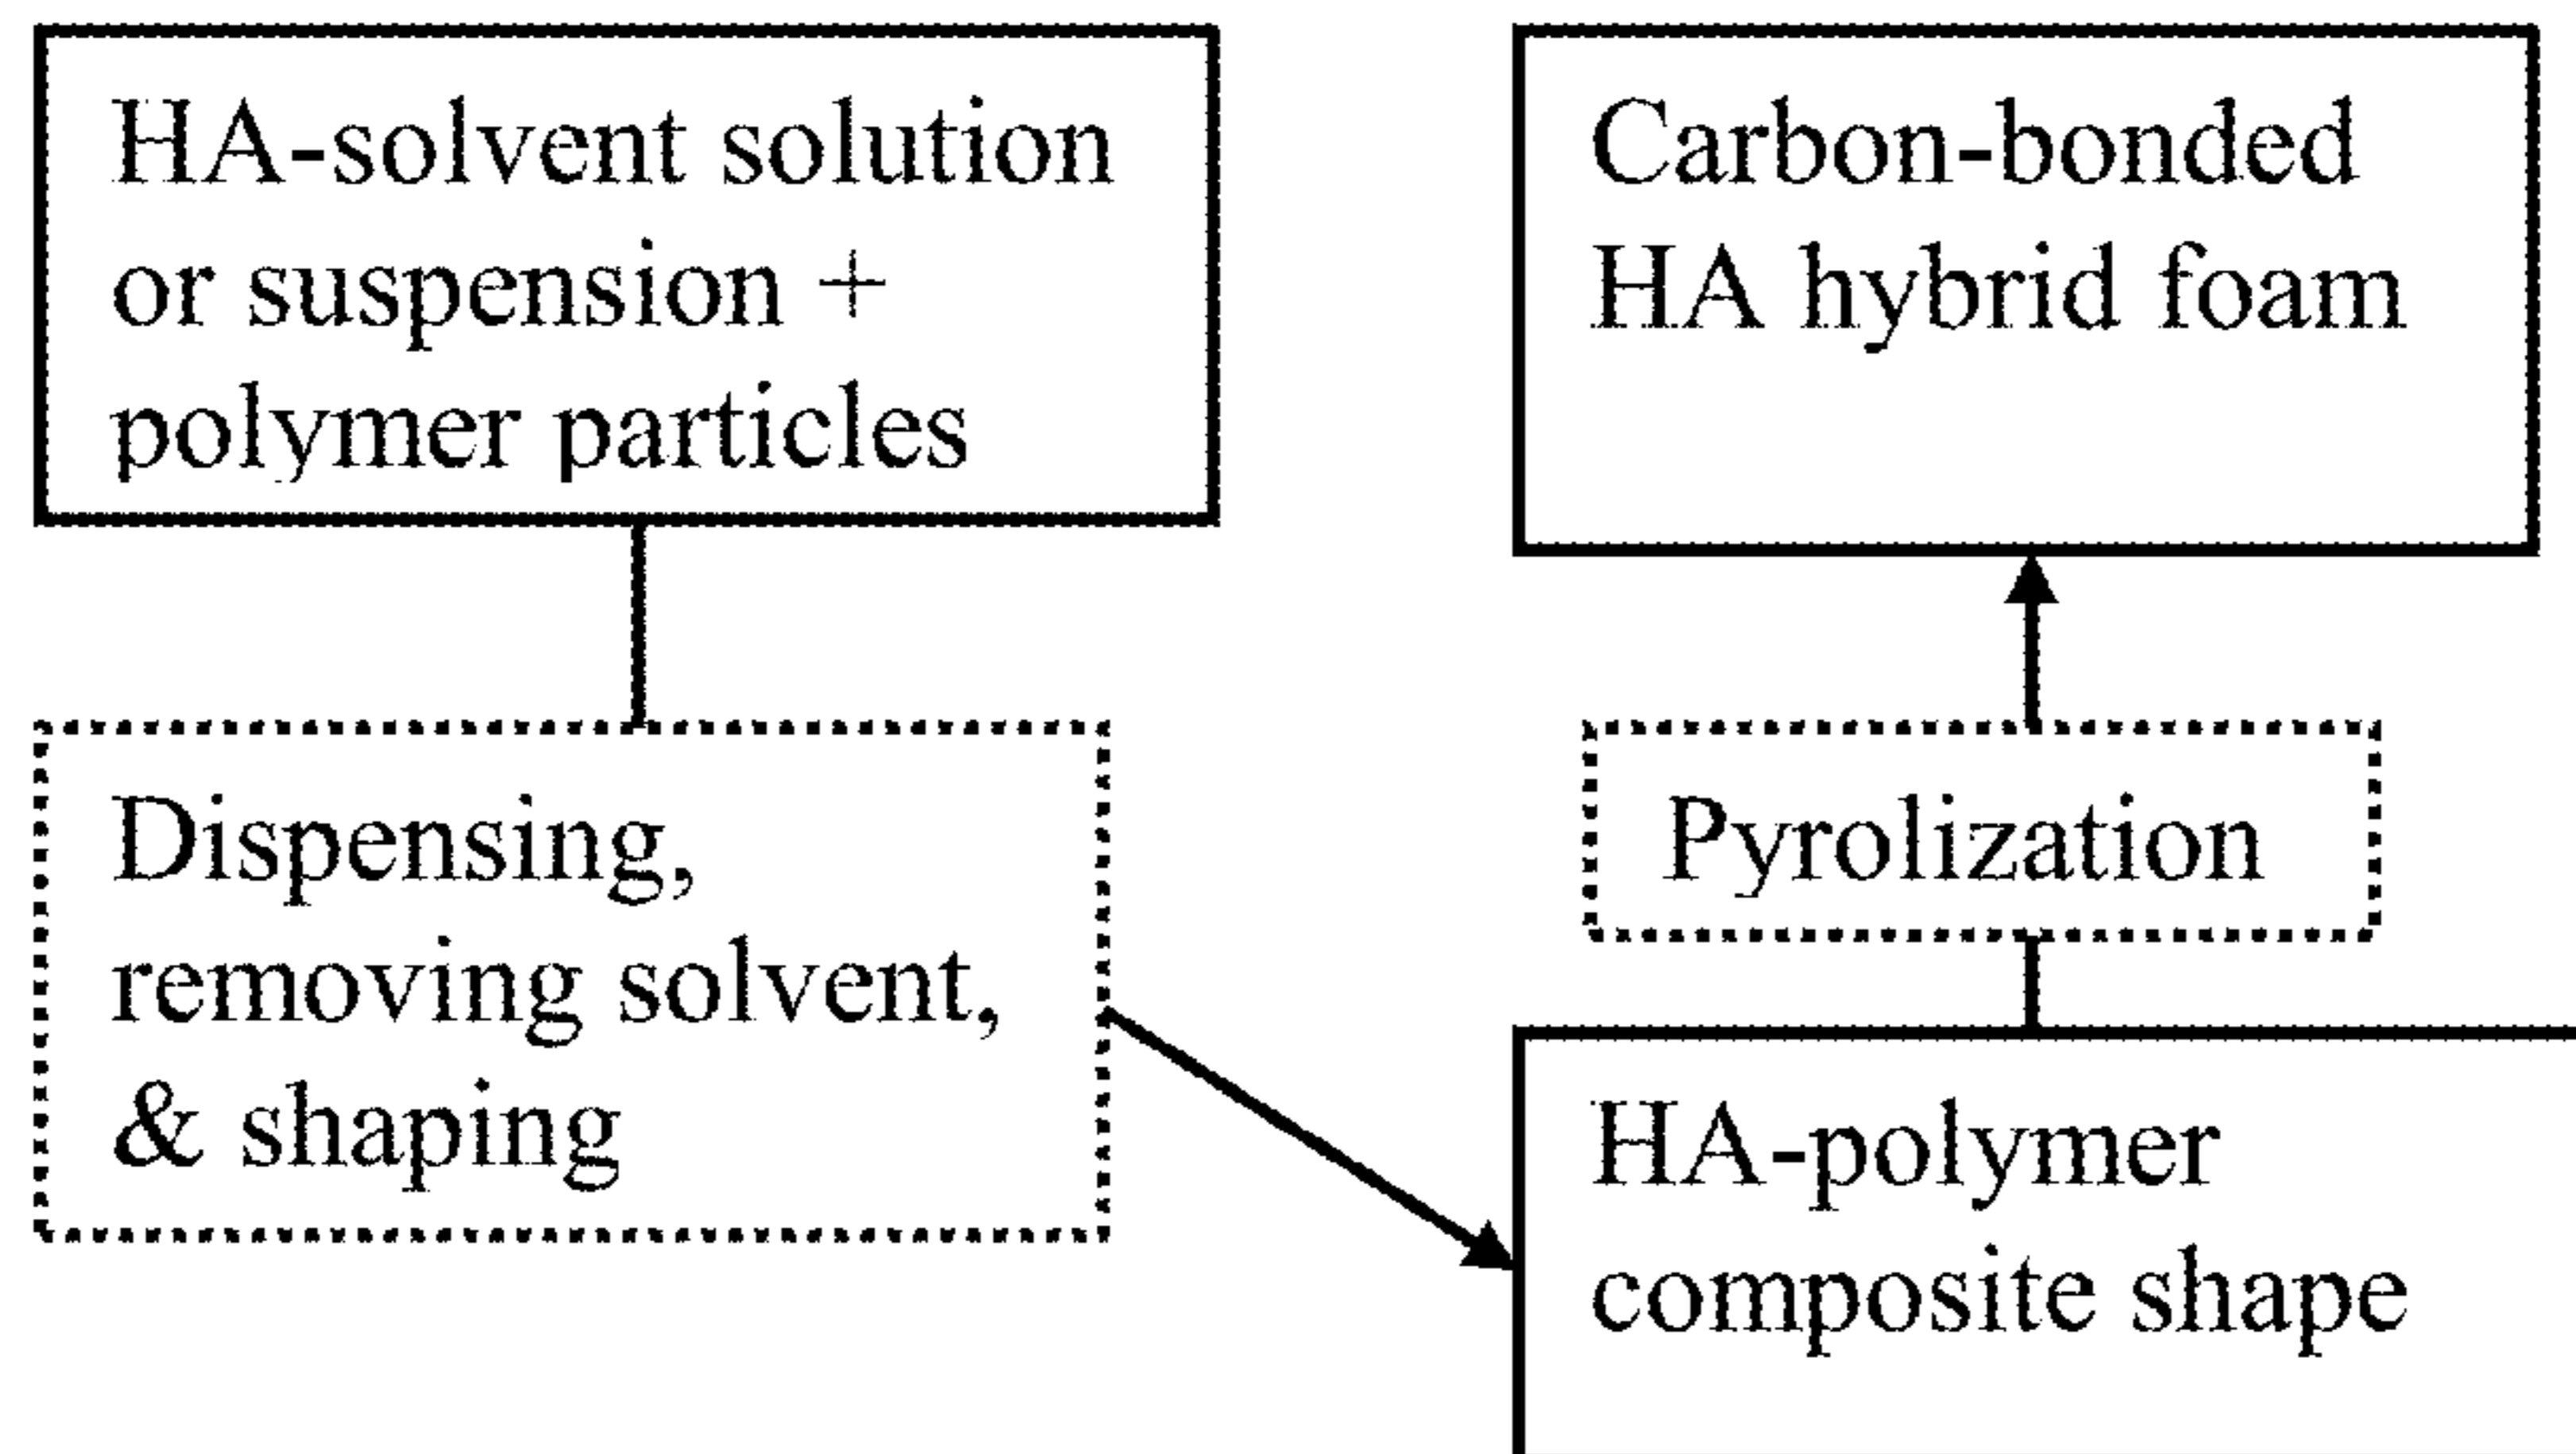 HA-solvent solution
or suspension +
polymer particles
Dispensing,
removing solvent,
& shaping
HA-polymer
composite shape
Pyrolization
Carbon-bonded
HA hybrid foam